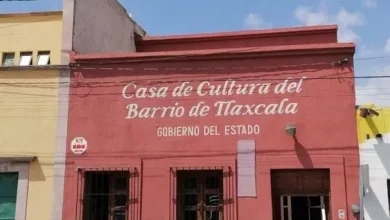 Casa de Cultura del
Barrio de Tlaxcala
GOBIERNO DEL ESTADO